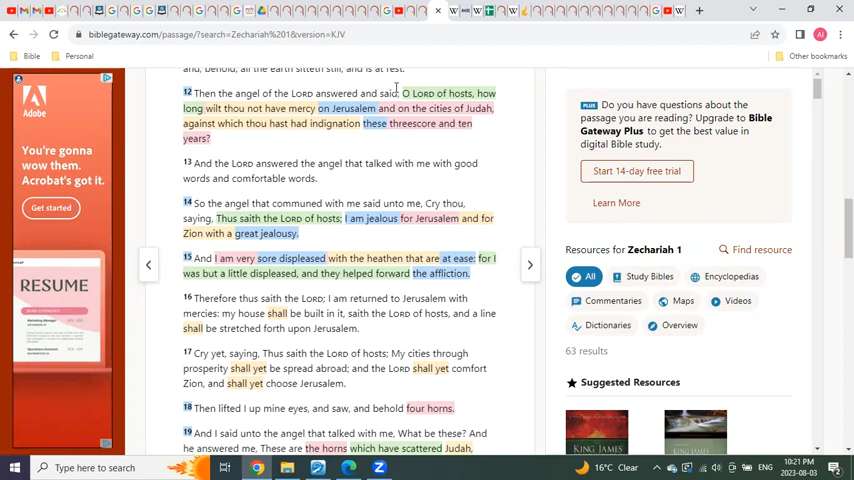 biblegateway.com/passage/?search=Zechariah%201&version=KJV
Bible
Personal
Other bookmarks
and, behold, all the earth sitteth still, and is at rest.
12 Then the angel of the LORD answered and said, O LORD of hosts, how
long wilt thou not have mercy on Jerusalem and on the cities of Judah,
against which thou hast had indignation these threescore and ten
years?
13 And the LORD answered the angel that talked with me with good
words and comfortable words.
14 So the angel that communed with me said unto me, Cry thou,
saying, Thus saith the LORD of hosts; I am jealous for Jerusalem and for
Zion with a great jealousy.
15 And I am very sore displeased with the heathen that are at ease: for I
was but a little displeased, and they helped forward the affliction.
16 Therefore thus saith the LORD; I am returned to Jerusalem with
mercies: my house shall be built in it, saith the LORD of hosts, and a line
shall be stretched forth upon Jerusalem.
17 Cry yet, saying, Thus saith the LORD of hosts; My cities through
prosperity shall yet be spread abroad; and the LORD shall yet comfort
Zion, and shall yet choose Jerusalem.
18 Then lifted I up mine eyes, and saw, and behold four horns.
19 And I said unto the angel that talked with me, What be these? And
he answered me, These are the horns which have scattered Judah,
Adobe
You're gonna
wow them.
Acrobat's got it.
Get started
RESUME
PLUS Do you have questions about the
passage you are reading? Upgrade to Bible
Gateway Plus to get the best value in
digital Bible study.
Start 14-day free trial
Learn More
Resources for Zechariah 1
Find resource
All
Study Bibles
Encyclopedias
Commentaries
Maps
Videos
Dictionaries
Overview
63 results
Suggested Resources
KING JAMES
Type here to search
16°C Clear
ENG
10:21 PM
2023-08-03
2